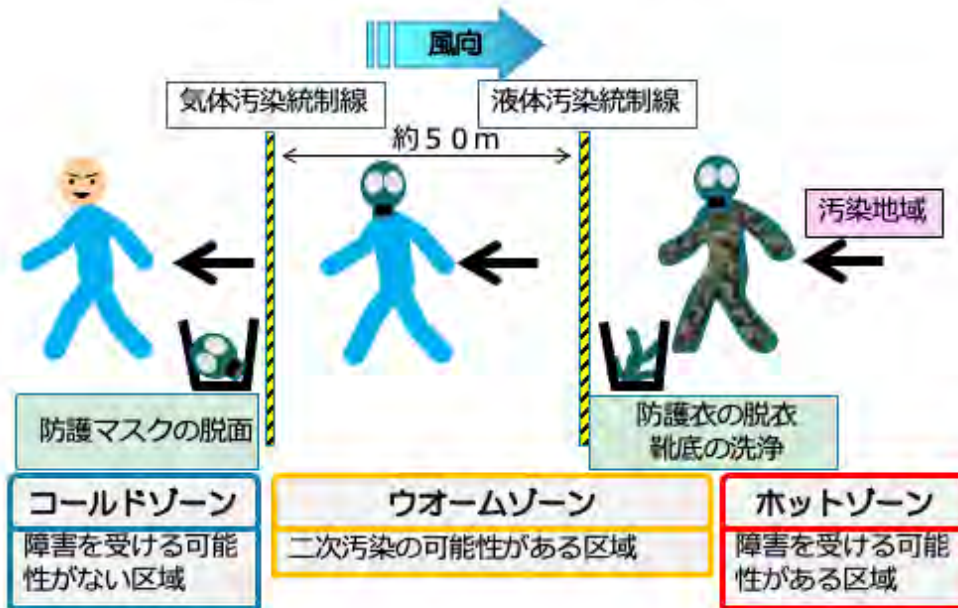 風向
気体汚染統制線
液体汚染統制線
約50m
汚染地域
防護マスクの脱面
防護衣の脱衣
靴底の洗浄
コールドゾーン
ウオームゾーン
ホットゾーン
障害を受ける可能
性がない区域
二次汚染の可能性がある区域
障害を受ける可能
性がある区域